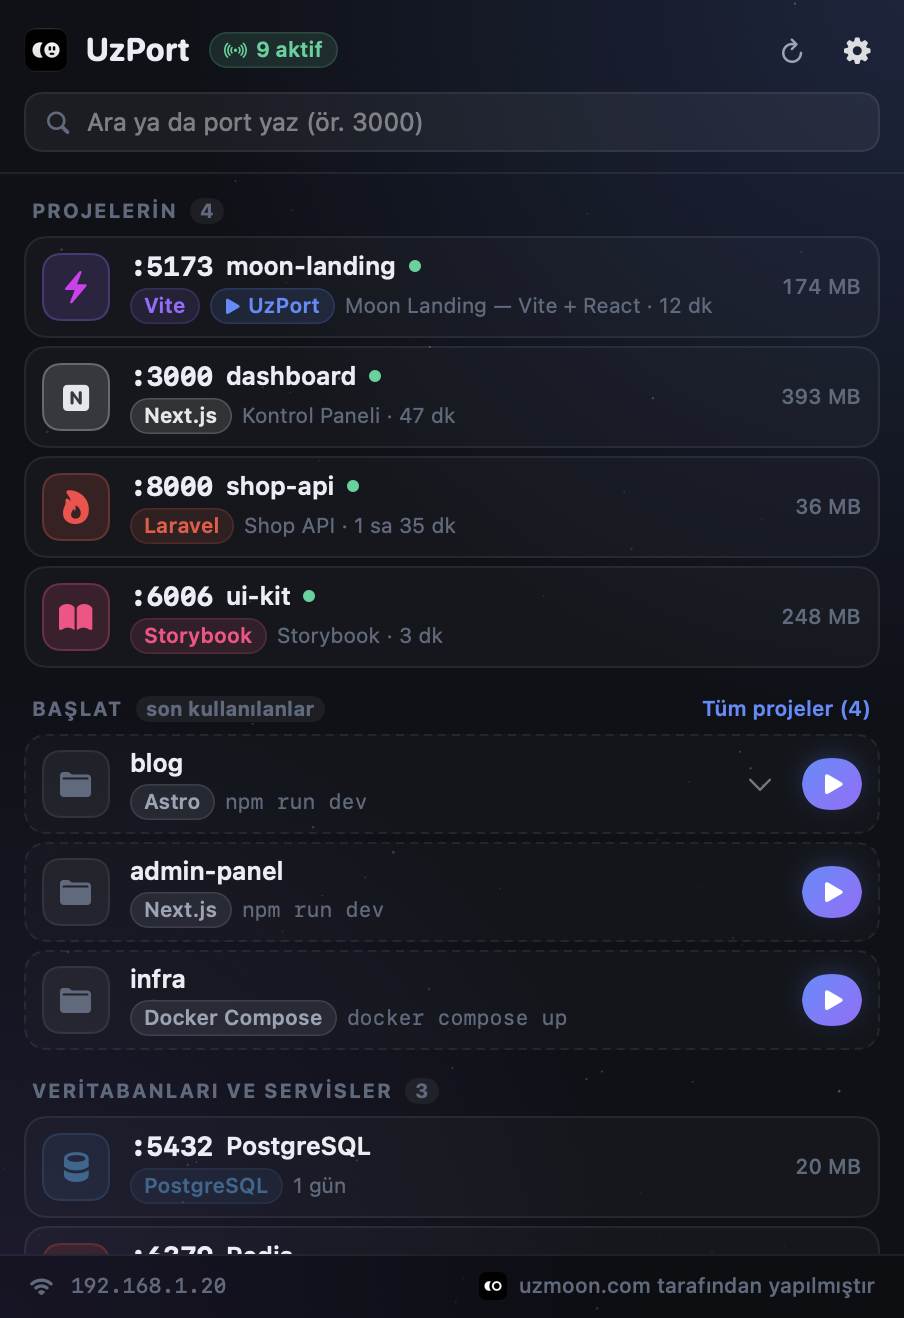 UzPort 9 aktif
Ara ya da port yaz (ör. 3000)
PROJELERİN 4
:5173 moon-landing
174 MB
Vite UzPort Moon Landing — Vite + React · 12 dk
:3000 dashboard
393 MB
N
Next.js Kontrol Paneli · 47 dk
:8000 shop-api
36 MB
Laravel Shop API · 1 sa 35 dk
:6006 ui-kit
248 MB
Storybook Storybook · 3 dk
BAŞLAT son kullanılanlar Tüm projeler (4)
blog
Astro npm run dev
admin-panel
Next.js npm run dev
infra
Docker Compose docker compose up
VERİTABANLARI VE SERVİSLER 3
:5432 PostgreSQL
20 MB
PostgreSQL 1 gün
:6379 Redis
192.168.1.20 uzmoon.com tarafından yapılmıştır